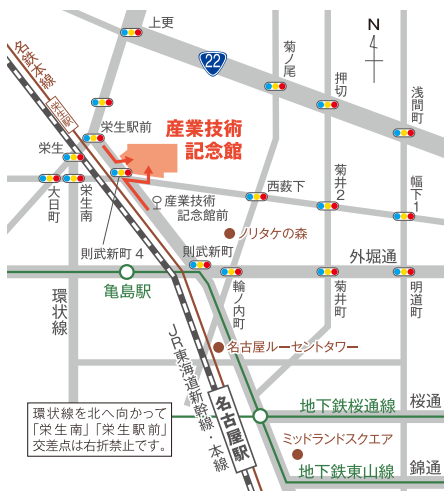 N
上更
22
菊ノ尾
押切
浅間町
名鉄本線
栄生駅
栄生駅前
産業技術
記念館
栄生
大日町
栄生南
則武新町4
産業技術
記念館前
西薮下
菊井2
幅下1
ノリタケの森
則武新町
外堀通
亀島駅
環状線
輪ノ内町
菊井町
明道町
名古屋ルーセントタワー
JR東海道新幹線・本線
名古屋駅
環状線を北へ向かって
「栄生南」「栄生駅前」
交差点は右折禁止です。
地下鉄桜通線
桜通
ミッドランドスクエア
地下鉄東山線
錦通